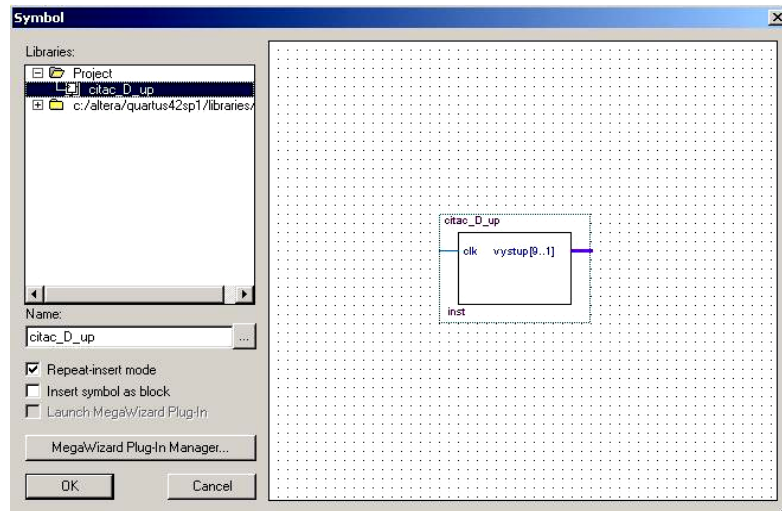 Symbol
Libraries:
Project
citac_D_up
c:/altera/quartus42sp1/libraries/
Name:
citac_D_up
...
Repeat-insert mode
Insert symbol as block
Launch MegaWizard Plug-In
MegaWizard Plug-In Manager...
OK
Cancel
citac_D_up
clk
vystup[9..1]
inst